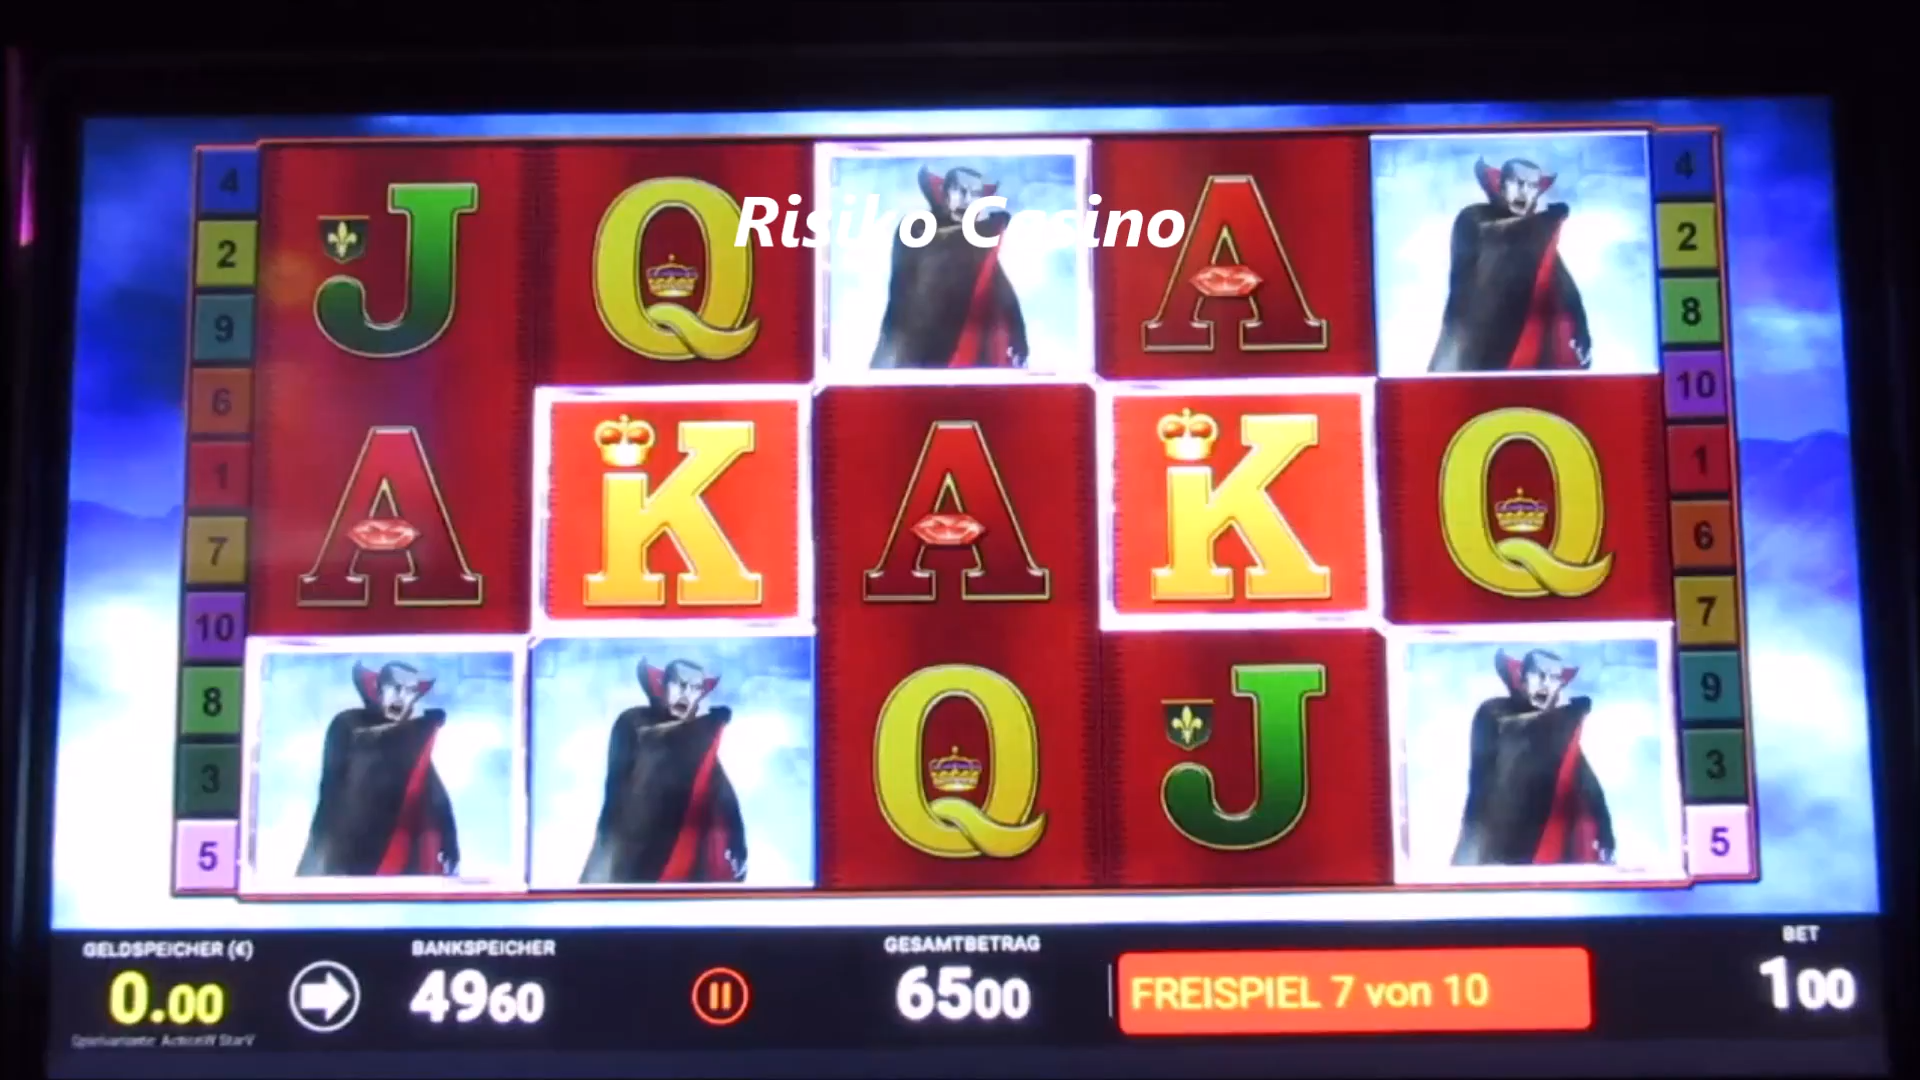 Risiko Casino
4 J Q A 4
2 2
9 8
6 10
1 A K A K Q 1
7 6
10 7
8 Q J 9
3 3
5 5
GELDSPEICHER (€) BANKSPEICHER GESAMTBETRAG BET
0.00 4960 6500 FREISPIEL 7 von 10 100